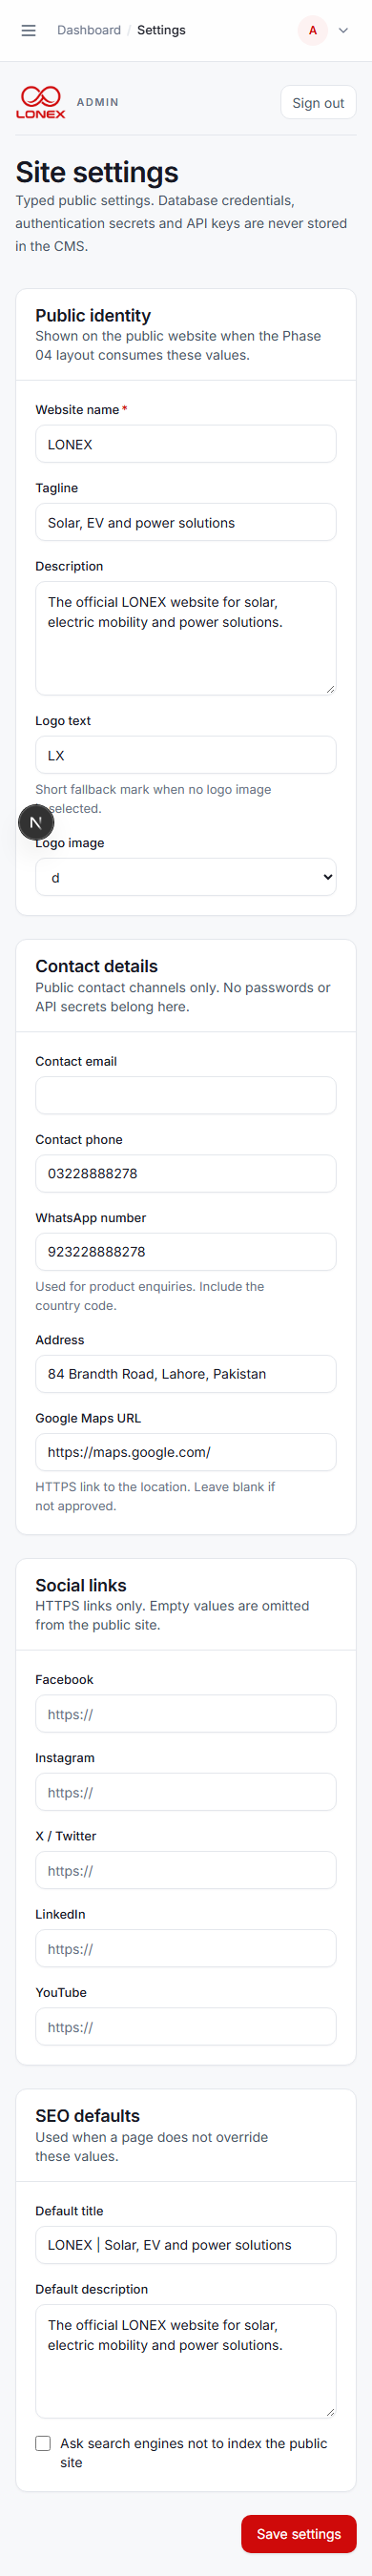 Dashboard / Settings
A
LONEX
ADMIN
Sign out
Site settings
Typed public settings. Database credentials,
authentication secrets and API keys are never stored
in the CMS.
Public identity
Shown on the public website when the Phase
04 layout consumes these values.
Website name *
LONEX
Tagline
Solar, EV and power solutions
Description
The official LONEX website for solar,
electric mobility and power solutions.
Logo text
LX
Short fallback mark when no logo image
selected.
N
Logo image
d
Contact details
Public contact channels only. No passwords or
API secrets belong here.
Contact email
Contact phone
03228888278
WhatsApp number
923228888278
Used for product enquiries. Include the
country code.
Address
84 Brandth Road, Lahore, Pakistan
Google Maps URL
https://maps.google.com/
HTTPS link to the location. Leave blank if
not approved.
Social links
HTTPS links only. Empty values are omitted
from the public site.
Facebook
https://
Instagram
https://
X / Twitter
https://
LinkedIn
https://
YouTube
https://
SEO defaults
Used when a page does not override
these values.
Default title
LONEX | Solar, EV and power solutions
Default description
The official LONEX website for solar,
electric mobility and power solutions.
Ask search engines not to index the public
site
Save settings